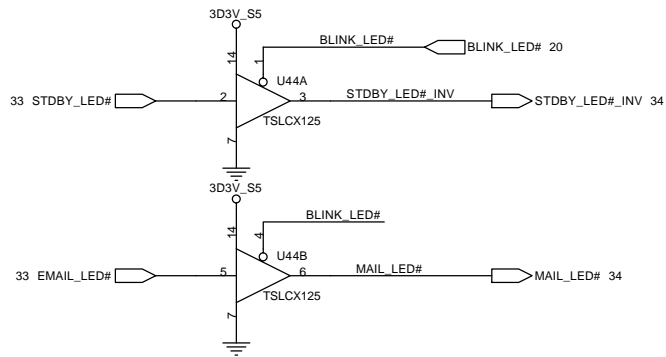 3D3V_S5
14
1
BLINK_LED#
BLINK_LED# 20
U44A
33 STDBY_LED#
2
3
STDBY_LED#_INV
STDBY_LED#_INV 34
TSLCX125
7
3D3V_S5
14
4
BLINK_LED#
U44B
33 EMAIL_LED#
5
6
MAIL_LED#
MAIL_LED# 34
TSLCX125
7